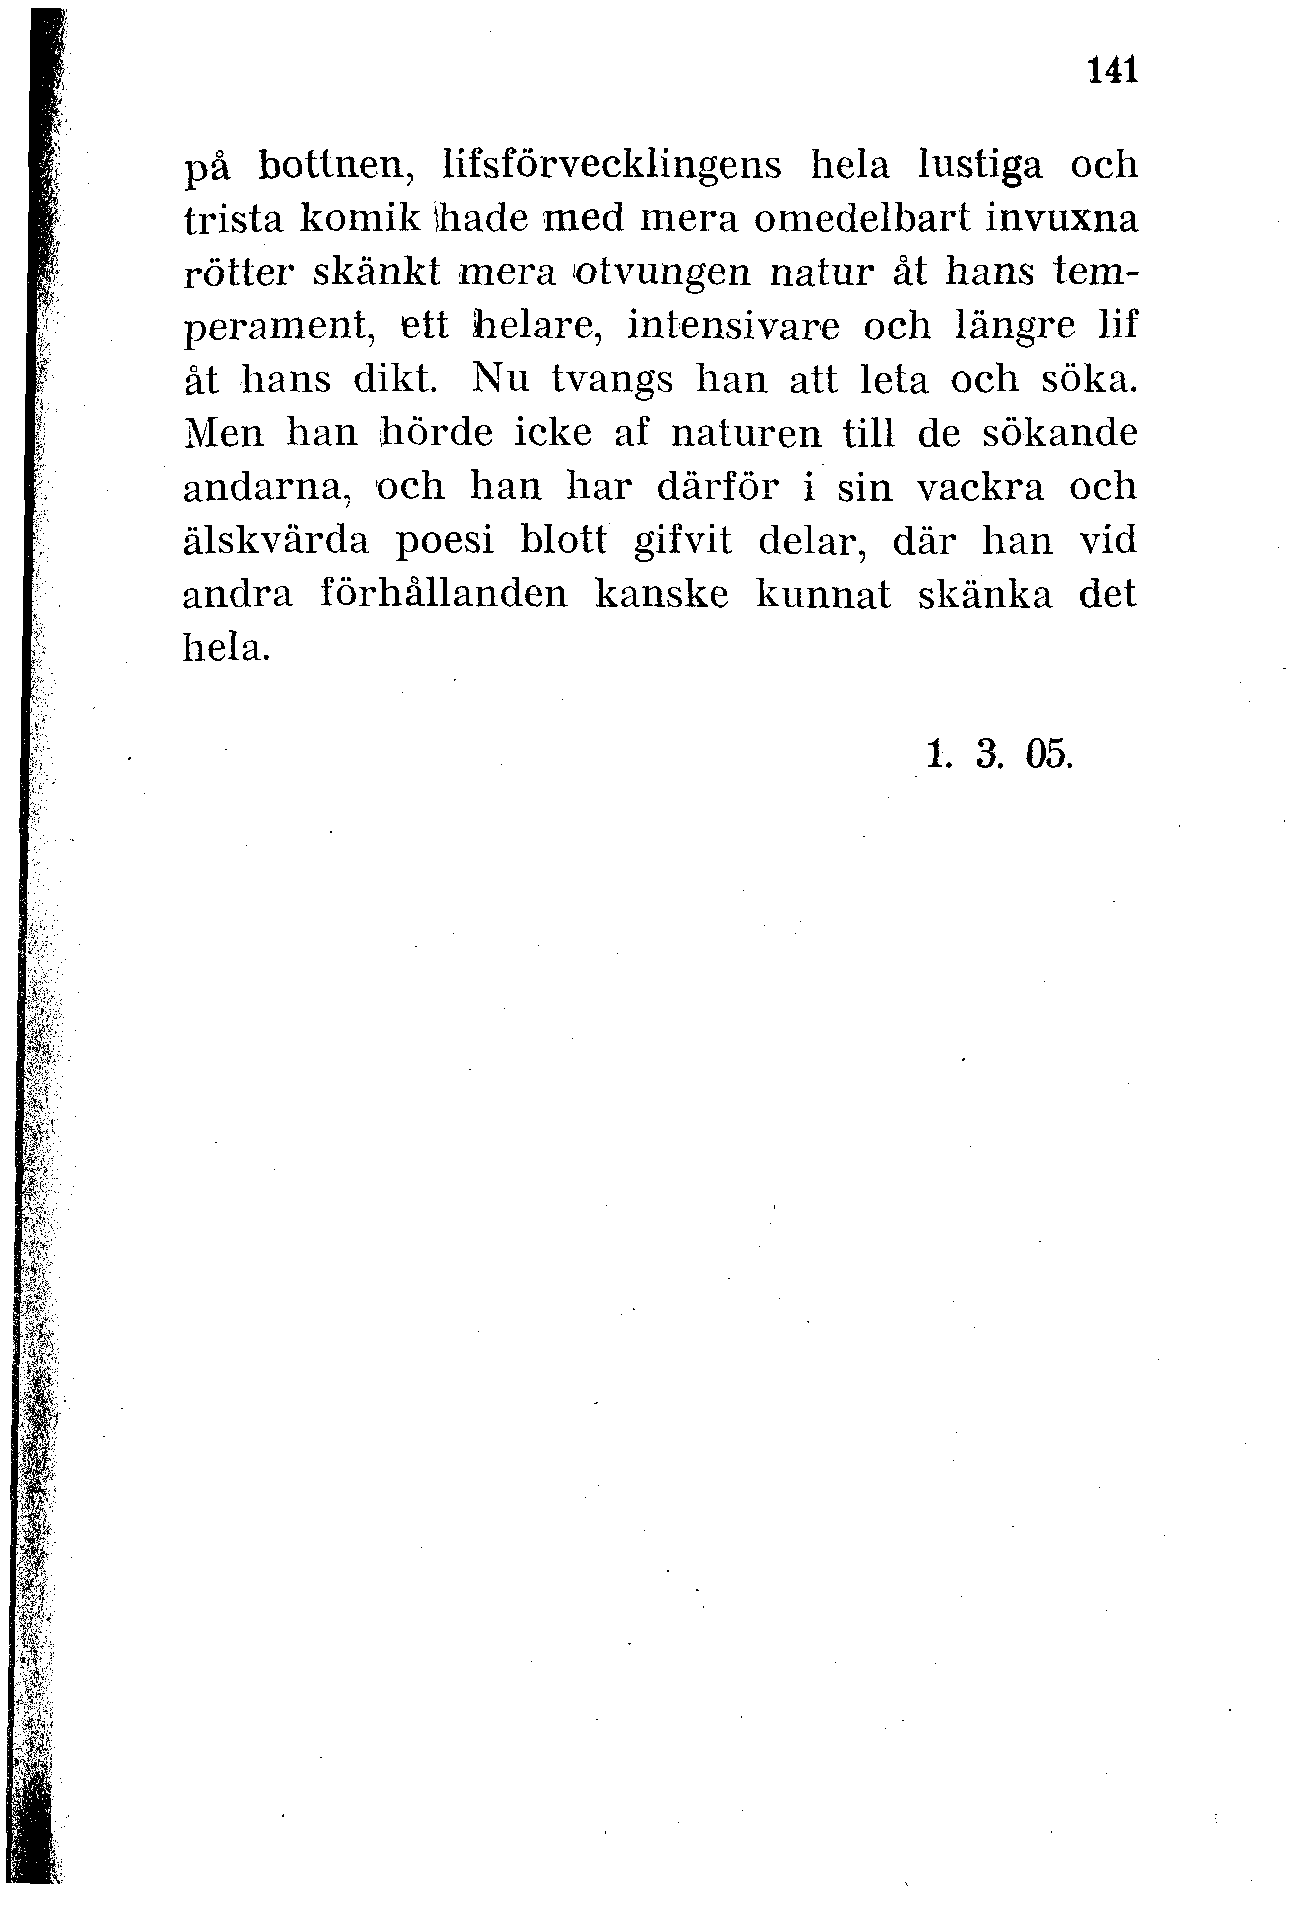 141
på bottnen, lifsförvecklingens hela lustiga och
trista komik hade med mera omedelbart invuxna
rötter skänkt mera otvungen natur åt hans tem-
perament, ett helare, intensivare och längre lif
åt hans dikt. Nu tvangs han att leta och söka.
Men han hörde icke af naturen till de sökande
andarna, och han har därför i sin vackra och
älskvärda poesi blott gifvit delar, där han vid
andra förhållanden kanske kunnat skänka det
hela.
1. 3. 05.